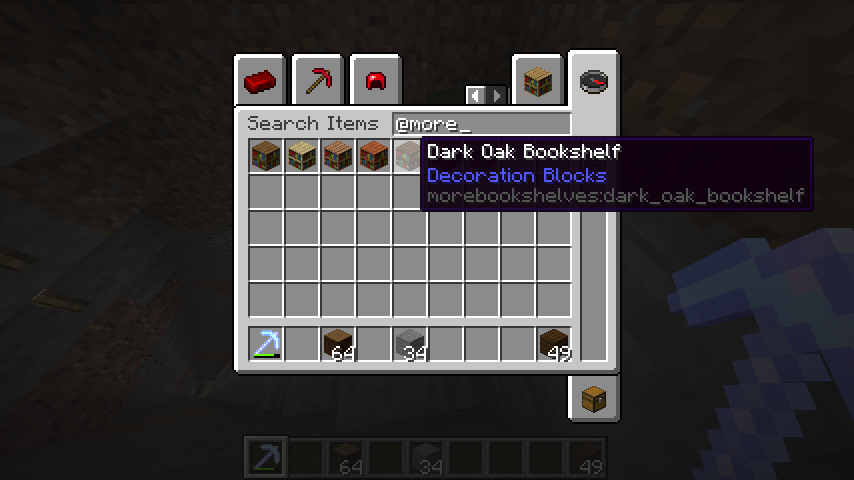 Search Items @more_
Dark Oak Bookshelf
Decoration Blocks
morebookshelves:dark_oak_bookshelf
64 34 49
64 34 49